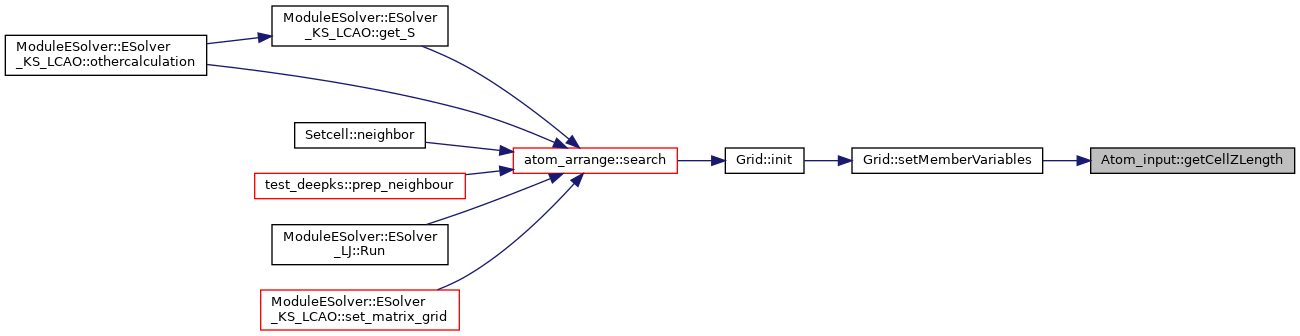 ModuleESolver::ESolver
_KS_LCAO::get_S
ModuleESolver::ESolver
_KS_LCAO::othercalculation
Setcell::neighbor
atom_arrange::search
Grid::init
Grid::setMemberVariables
Atom_input::getCellZLength
test_deepks::prep_neighbour
ModuleESolver::ESolver
_LJ::Run
ModuleESolver::ESolver
_KS_LCAO::set_matrix_grid